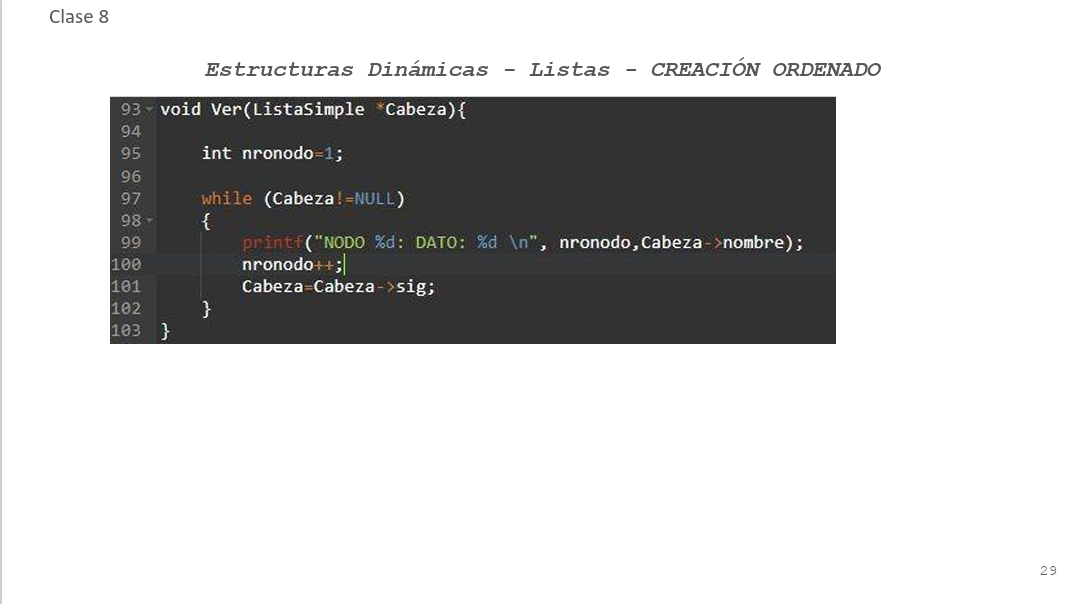 Clase 8
Estructuras Dinámicas - Listas - CREACIÓN ORDENADO
93 void Ver(ListaSimple *Cabeza){
94
95 int nronodo=1;
96
97 while (Cabeza!=NULL)
98 {
99 printf("NODO %d: DATO: %d \n", nronodo,Cabeza->nombre);
100 nronodo++;
101 Cabeza=Cabeza->sig;
102 }
103 }
29